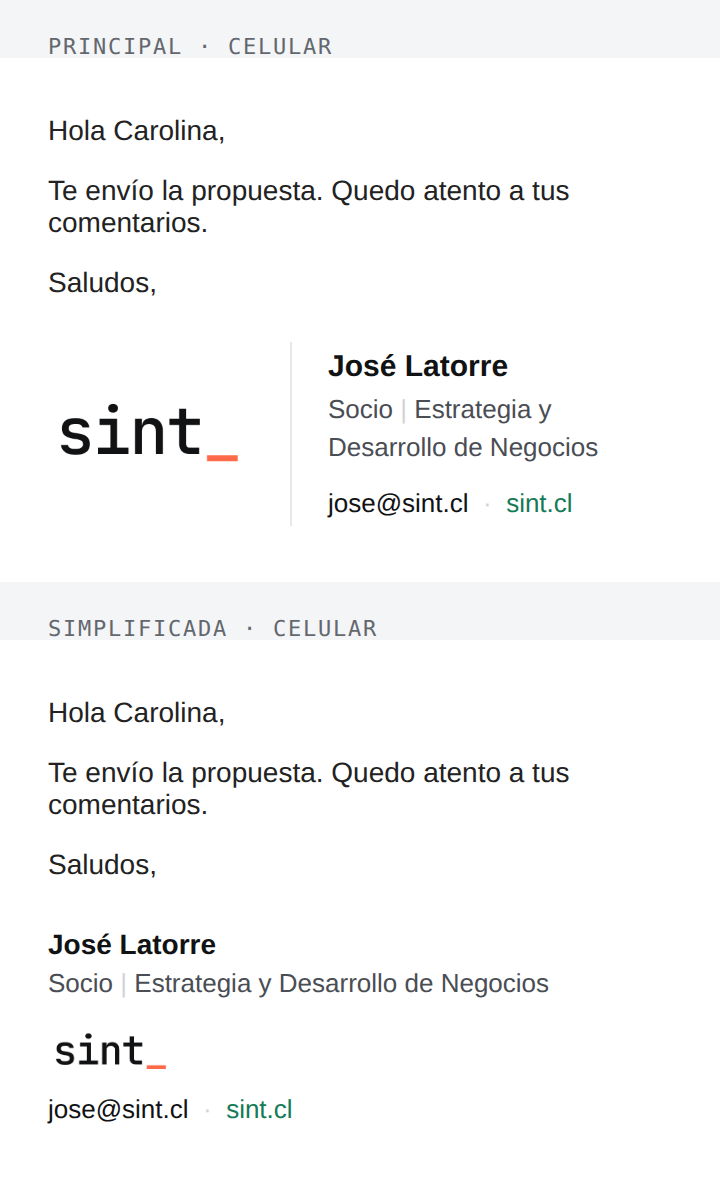 PRINCIPAL · CELULAR
Hola Carolina,
Te envío la propuesta. Quedo atento a tus
comentarios.
Saludos,
sint_
José Latorre
Socio | Estrategia y
Desarrollo de Negocios
jose@sint.cl · sint.cl
SIMPLIFICADA · CELULAR
Hola Carolina,
Te envío la propuesta. Quedo atento a tus
comentarios.
Saludos,
José Latorre
Socio | Estrategia y Desarrollo de Negocios
sint_
jose@sint.cl · sint.cl